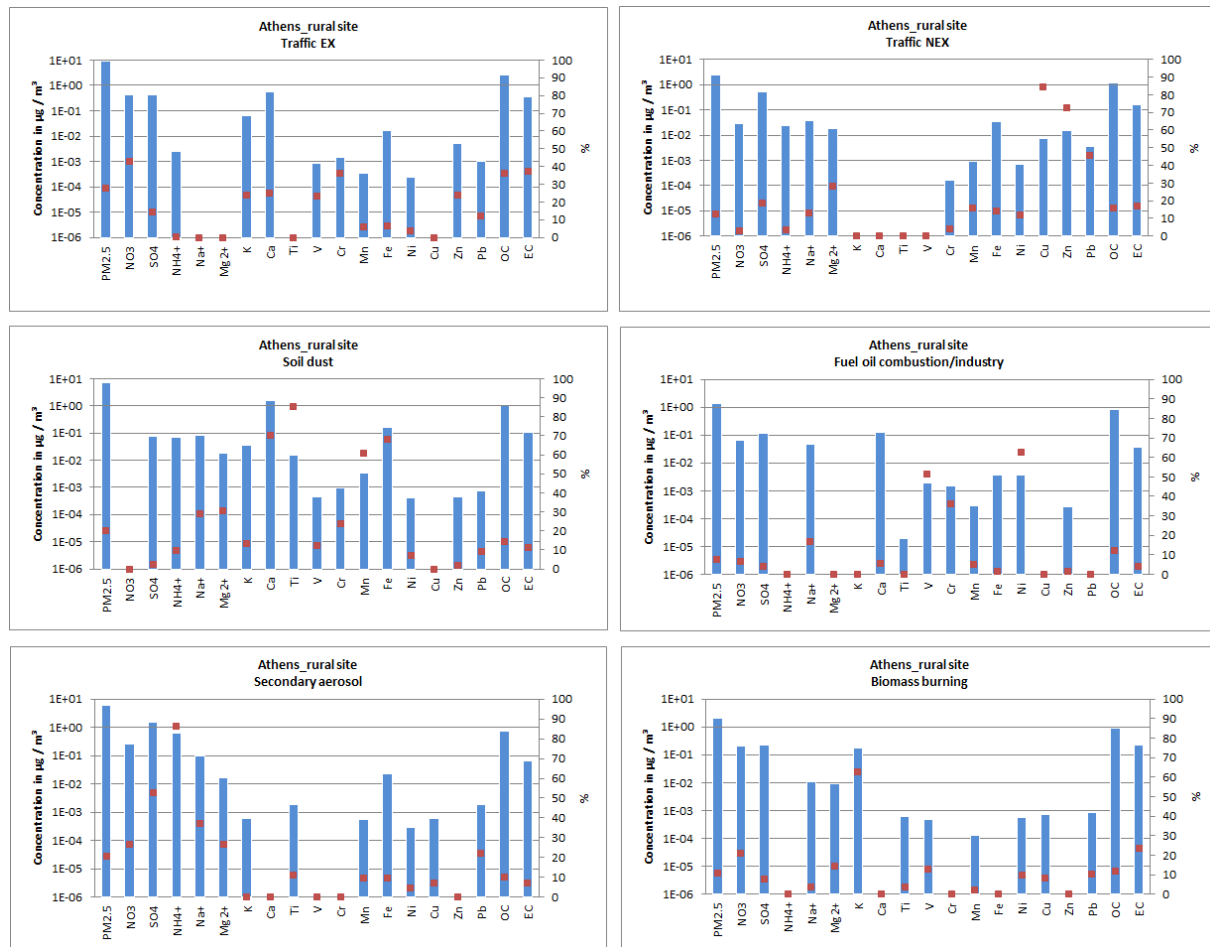 Athens_rural site
Traffic EX
Concentration in µg / m³
1E+01
1E+00
1E-01
1E-02
1E-03
1E-04
1E-05
1E-06
100
90
80
70
60
50
40
30
20
10
0
%
PM2.5 NO3 SO4 NH4+ Na+ Mg2+ K Ca Ti V Cr Mn Fe Ni Cu Zn Pb OC EC
Athens_rural site
Traffic NEX
Concentration in µg / m³
1E+01
1E+00
1E-01
1E-02
1E-03
1E-04
1E-05
1E-06
100
90
80
70
60
50
40
30
20
10
0
%
PM2.5 NO3 SO4 NH4+ Na+ Mg2+ K Ca Ti V Cr Mn Fe Ni Cu Zn Pb OC EC
Athens_rural site
Soil dust
Concentration in µg / m³
1E+01
1E+00
1E-01
1E-02
1E-03
1E-04
1E-05
1E-06
100
90
80
70
60
50
40
30
20
10
0
%
PM2.5 NO3 SO4 NH4+ Na+ Mg2+ K Ca Ti V Cr Mn Fe Ni Cu Zn Pb OC EC
Athens_rural site
Fuel oil combustion/industry
Concentration in µg / m³
1E+01
1E+00
1E-01
1E-02
1E-03
1E-04
1E-05
1E-06
100
90
80
70
60
50
40
30
20
10
0
%
PM2.5 NO3 SO4 NH4+ Na+ Mg2+ K Ca Ti V Cr Mn Fe Ni Cu Zn Pb OC EC
Athens_rural site
Secondary aerosol
Concentration in µg / m³
1E+01
1E+00
1E-01
1E-02
1E-03
1E-04
1E-05
1E-06
100
90
80
70
60
50
40
30
20
10
0
%
PM2.5 NO3 SO4 NH4+ Na+ Mg2+ K Ca Ti V Cr Mn Fe Ni Cu Zn Pb OC EC
Athens_rural site
Biomass burning
Concentration in µg / m³
1E+01
1E+00
1E-01
1E-02
1E-03
1E-04
1E-05
1E-06
100
90
80
70
60
50
40
30
20
10
0
%
PM2.5 NO3 SO4 NH4+ Na+ Mg2+ K Ca Ti V Cr Mn Fe Ni Cu Zn Pb OC EC